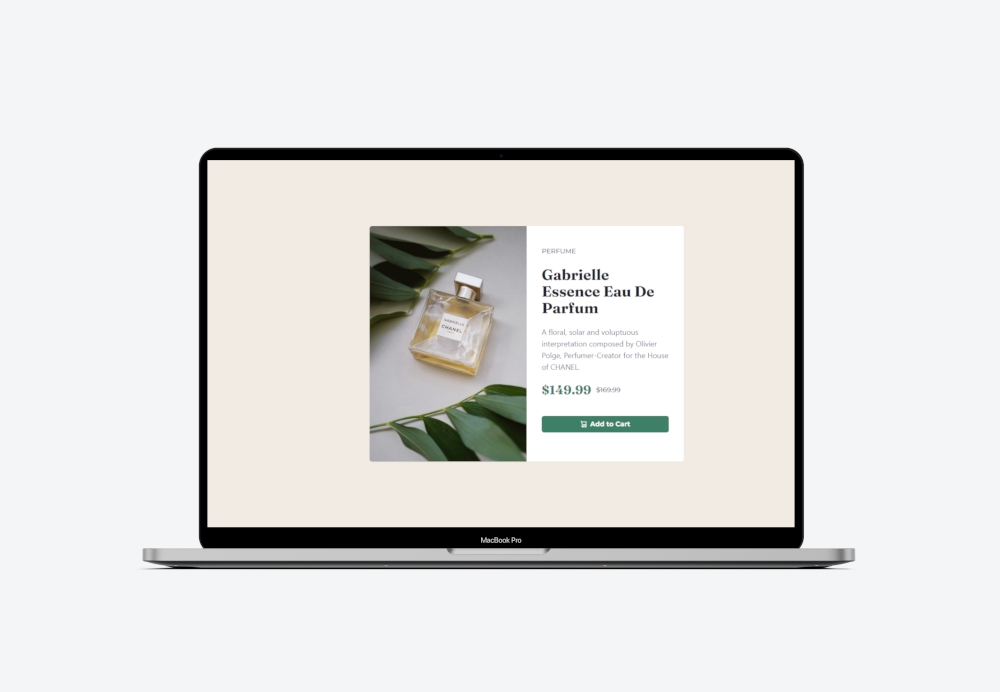 PERFUME
Gabrielle
Essence Eau De
Parfum
A floral, solar and voluptuous
interpretation composed by Olivier
Polge, Perfumer-Creator for the House
of CHANEL.
$149.99 $169.99
Add to Cart
GABRIELLE
CHANEL
MacBook Pro